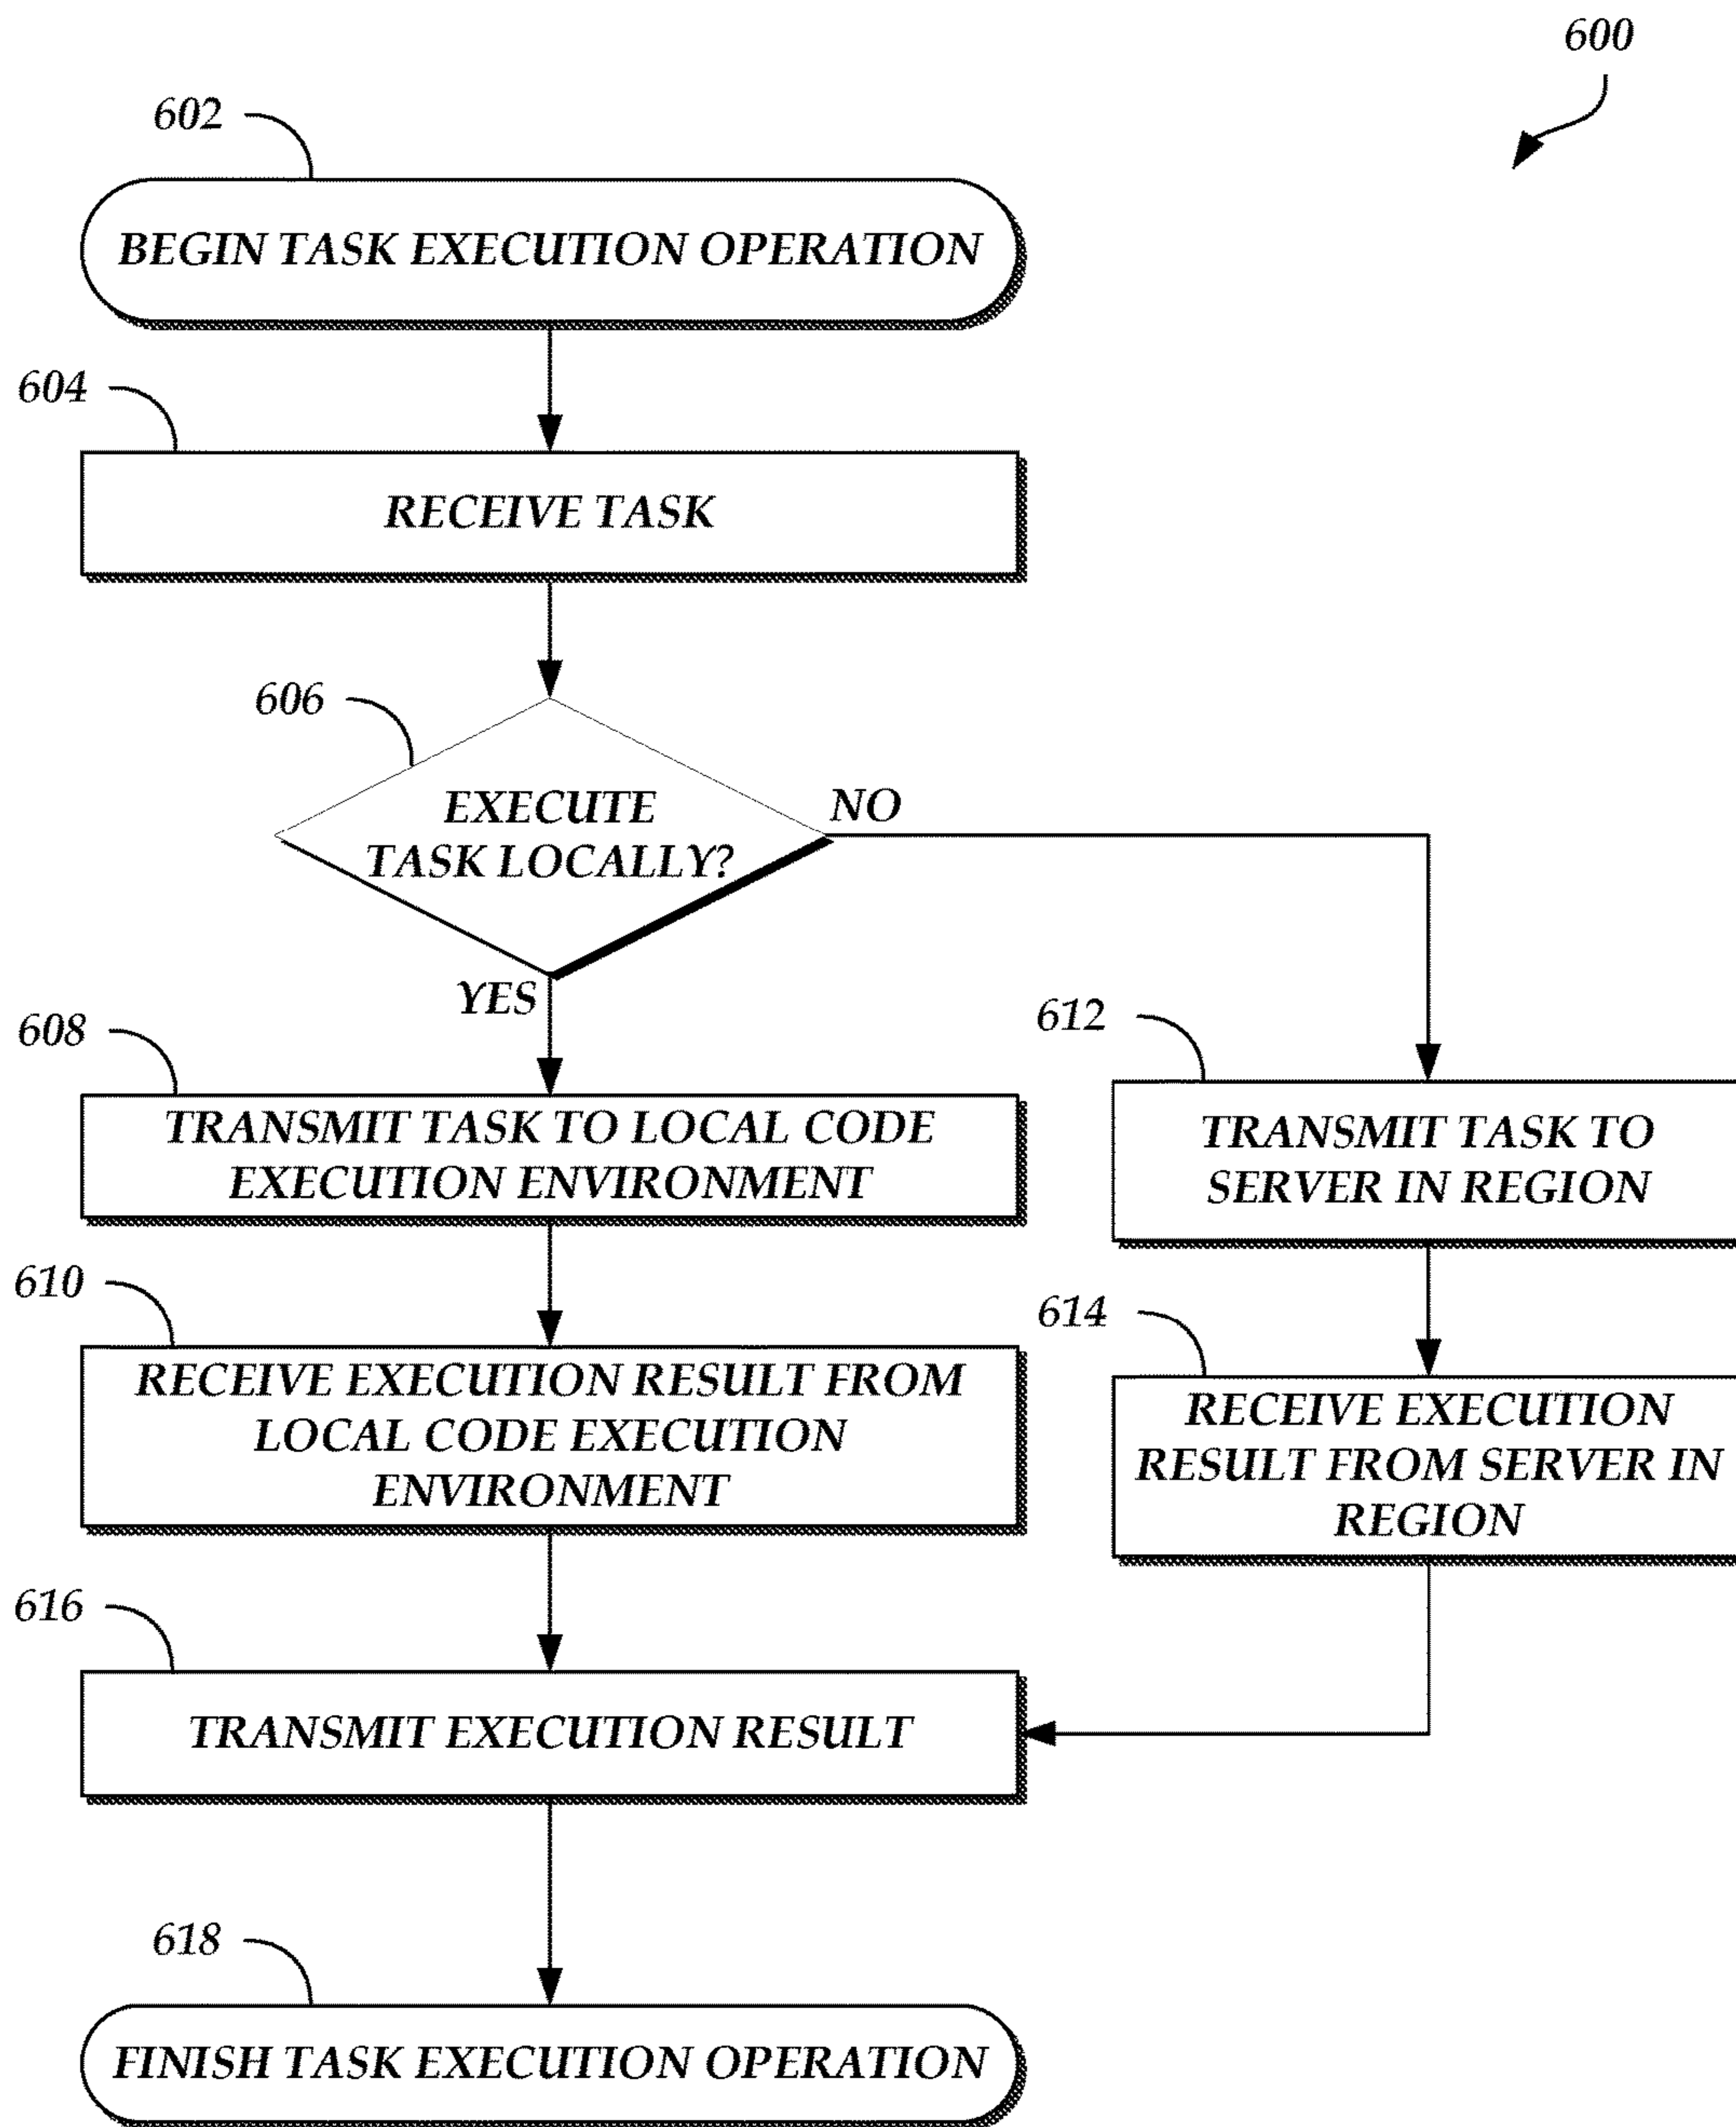 600
602
BEGIN TASK EXECUTION OPERATION
604
RECEIVE TASK
606
EXECUTE
TASK LOCALLY?
NO
YES
608
TRANSMIT TASK TO LOCAL CODE
EXECUTION ENVIRONMENT
612
TRANSMIT TASK TO
SERVER IN REGION
610
RECEIVE EXECUTION RESULT FROM
LOCAL CODE EXECUTION
ENVIRONMENT
614
RECEIVE EXECUTION
RESULT FROM SERVER IN
REGION
616
TRANSMIT EXECUTION RESULT
618
FINISH TASK EXECUTION OPERATION